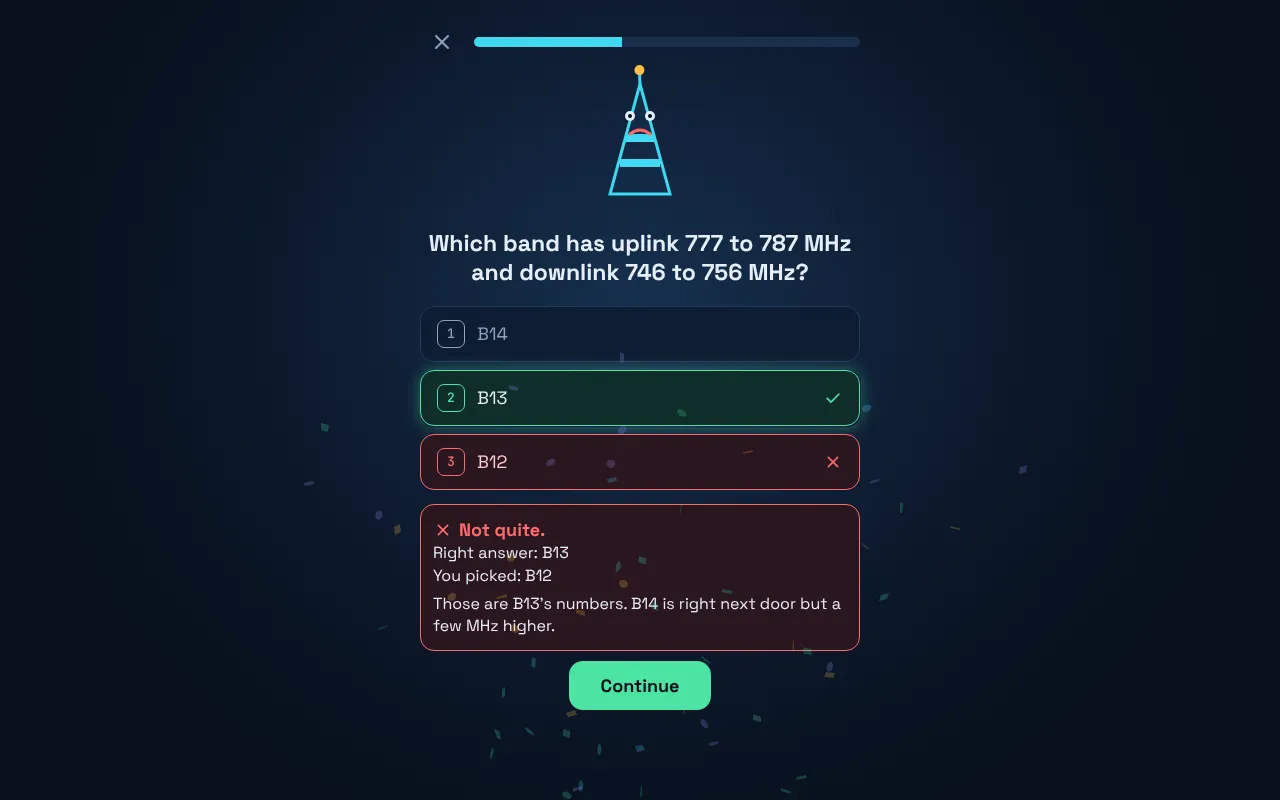 Which band has uplink 777 to 787 MHz
and downlink 746 to 756 MHz?
1 B14
2 B13
3 B12
Not quite.
Right answer: B13
You picked: B12
Those are B13's numbers. B14 is right next door but a
few MHz higher.
Continue